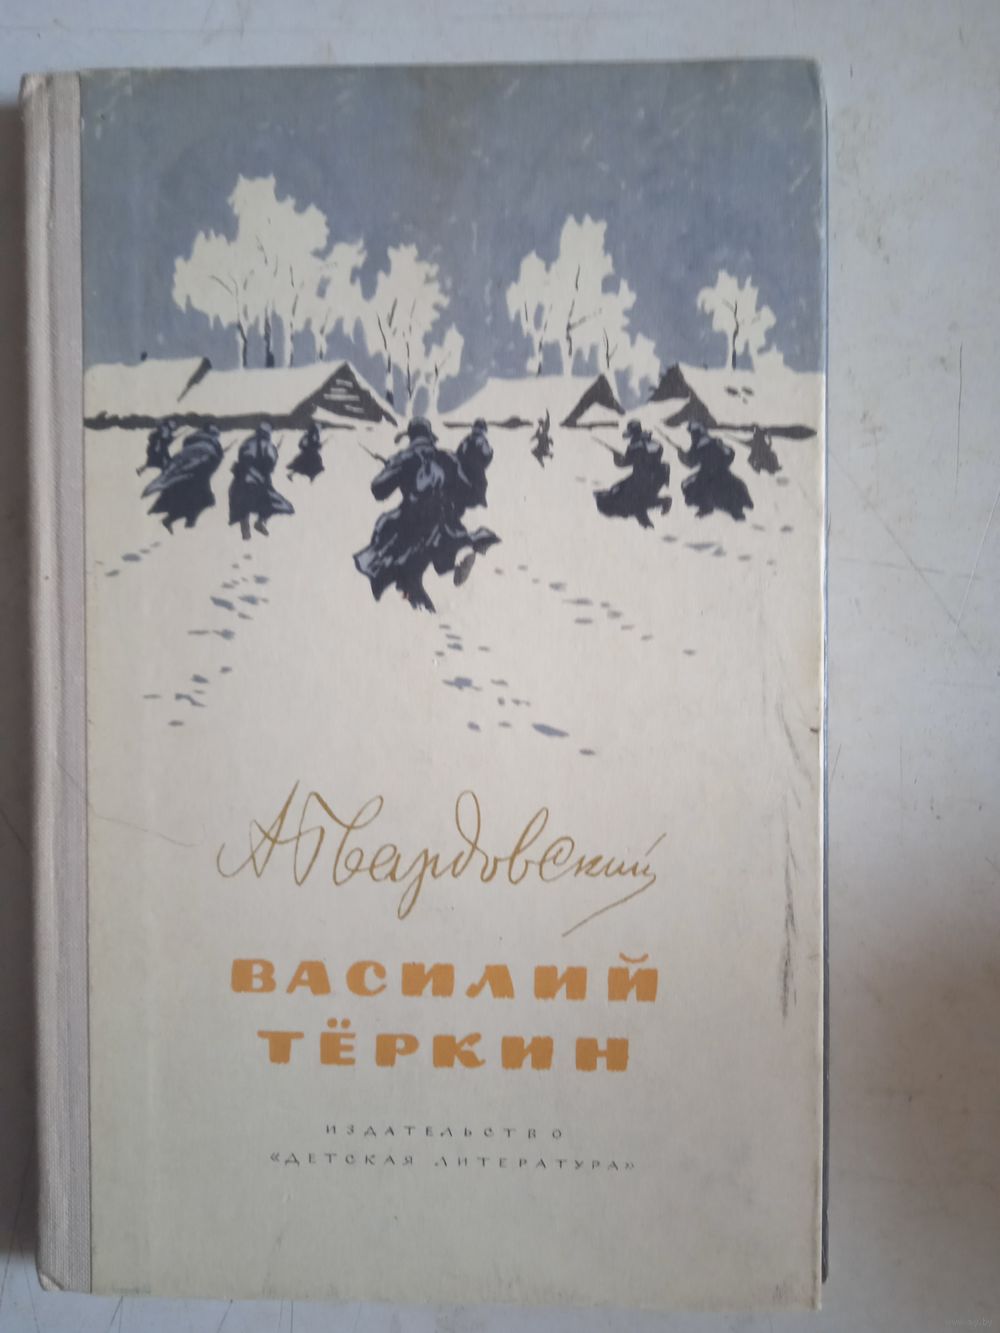 А Твардовский
ВАСИЛИЙ
ТЁРКИН
ИЗДАТЕЛЬСТВО
«ДЕТСКАЯ ЛИТЕРАТУРА»